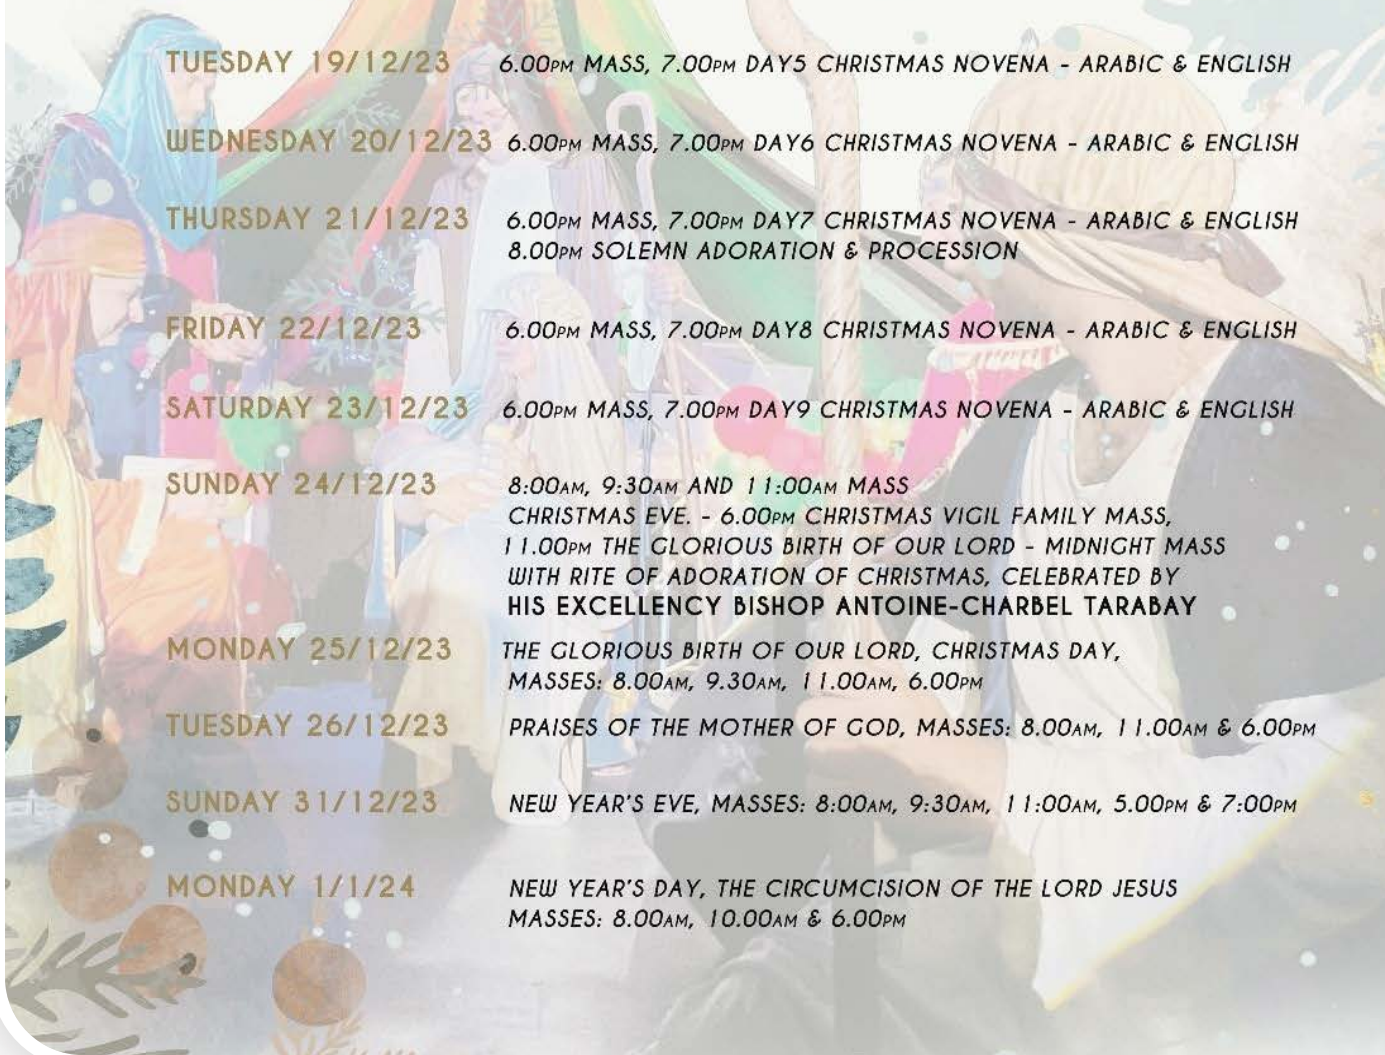 TUESDAY 19/12/23 6.00PM MASS, 7.00PM DAY5 CHRISTMAS NOVENA - ARABIC & ENGLISH
WEDNESDAY 20/12/23 6.00PM MASS, 7.00PM DAY6 CHRISTMAS NOVENA - ARABIC & ENGLISH
THURSDAY 21/12/23 6.00PM MASS, 7.00PM DAY7 CHRISTMAS NOVENA - ARABIC & ENGLISH
8.00PM SOLEMN ADORATION & PROCESSION
FRIDAY 22/12/23 6.00PM MASS, 7.00PM DAY8 CHRISTMAS NOVENA - ARABIC & ENGLISH
SATURDAY 23/12/23 6.00PM MASS, 7.00PM DAY9 CHRISTMAS NOVENA - ARABIC & ENGLISH
SUNDAY 24/12/23 8:00AM, 9:30AM AND 11:00AM MASS
CHRISTMAS EVE. - 6.00PM CHRISTMAS VIGIL FAMILY MASS,
11.00PM THE GLORIOUS BIRTH OF OUR LORD - MIDNIGHT MASS
WITH RITE OF ADORATION OF CHRISTMAS, CELEBRATED BY
HIS EXCELLENCY BISHOP ANTOINE-CHARBEL TARABAY
MONDAY 25/12/23 THE GLORIOUS BIRTH OF OUR LORD, CHRISTMAS DAY,
MASSES: 8.00AM, 9.30AM, 11.00AM, 6.00PM
TUESDAY 26/12/23 PRAISES OF THE MOTHER OF GOD, MASSES: 8.00AM, 11.00AM & 6.00PM
SUNDAY 31/12/23 NEW YEAR'S EVE, MASSES: 8:00AM, 9:30AM, 11:00AM, 5.00PM & 7:00PM
MONDAY 1/1/24 NEW YEAR'S DAY, THE CIRCUMCISION OF THE LORD JESUS
MASSES: 8.00AM, 10.00AM & 6.00PM